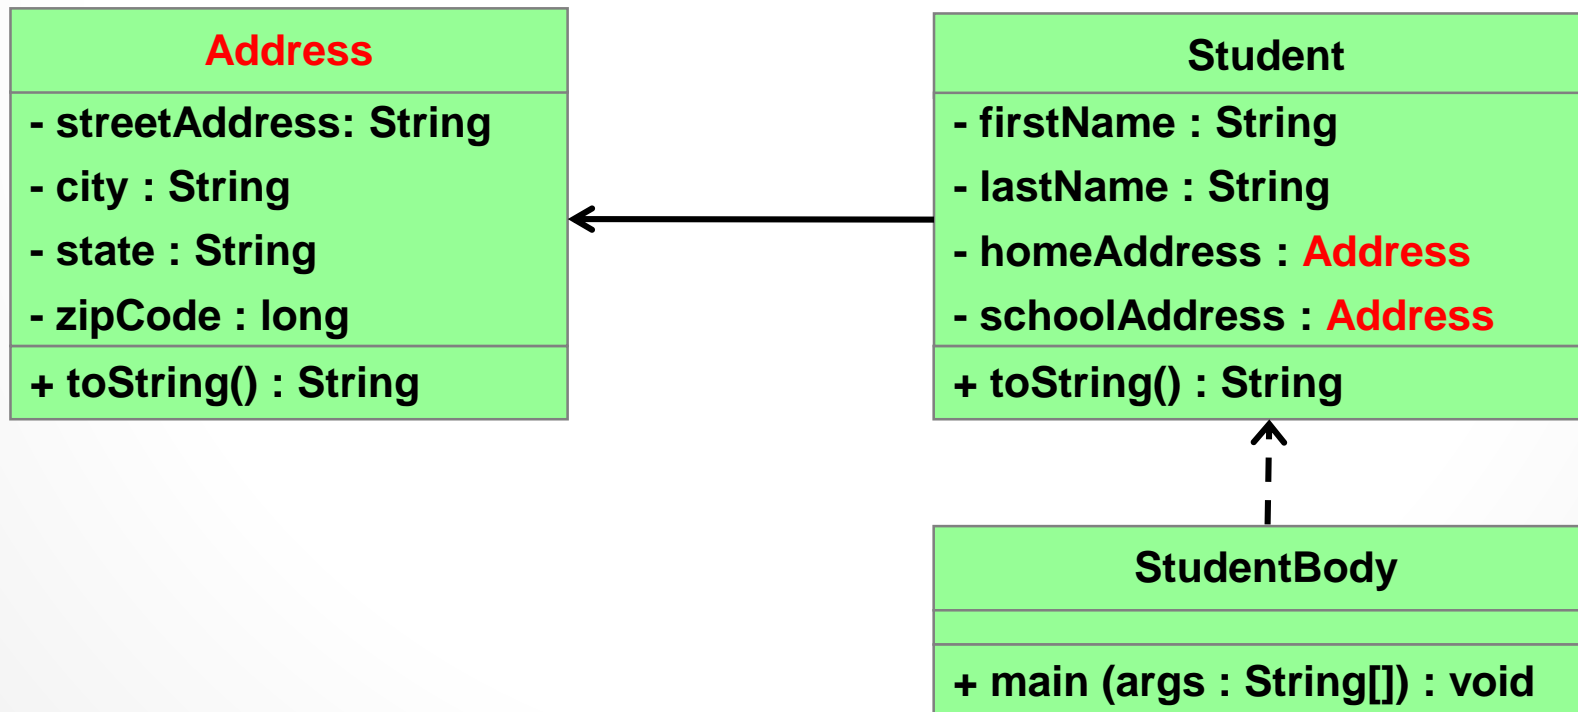 Address
- streetAddress: String
- city : String
- state : String
- zipCode : long
+ toString() : String
Student
- firstName : String
- lastName : String
- homeAddress : Address
- schoolAddress : Address
+ toString() : String
StudentBody
+ main (args : String[]) : void